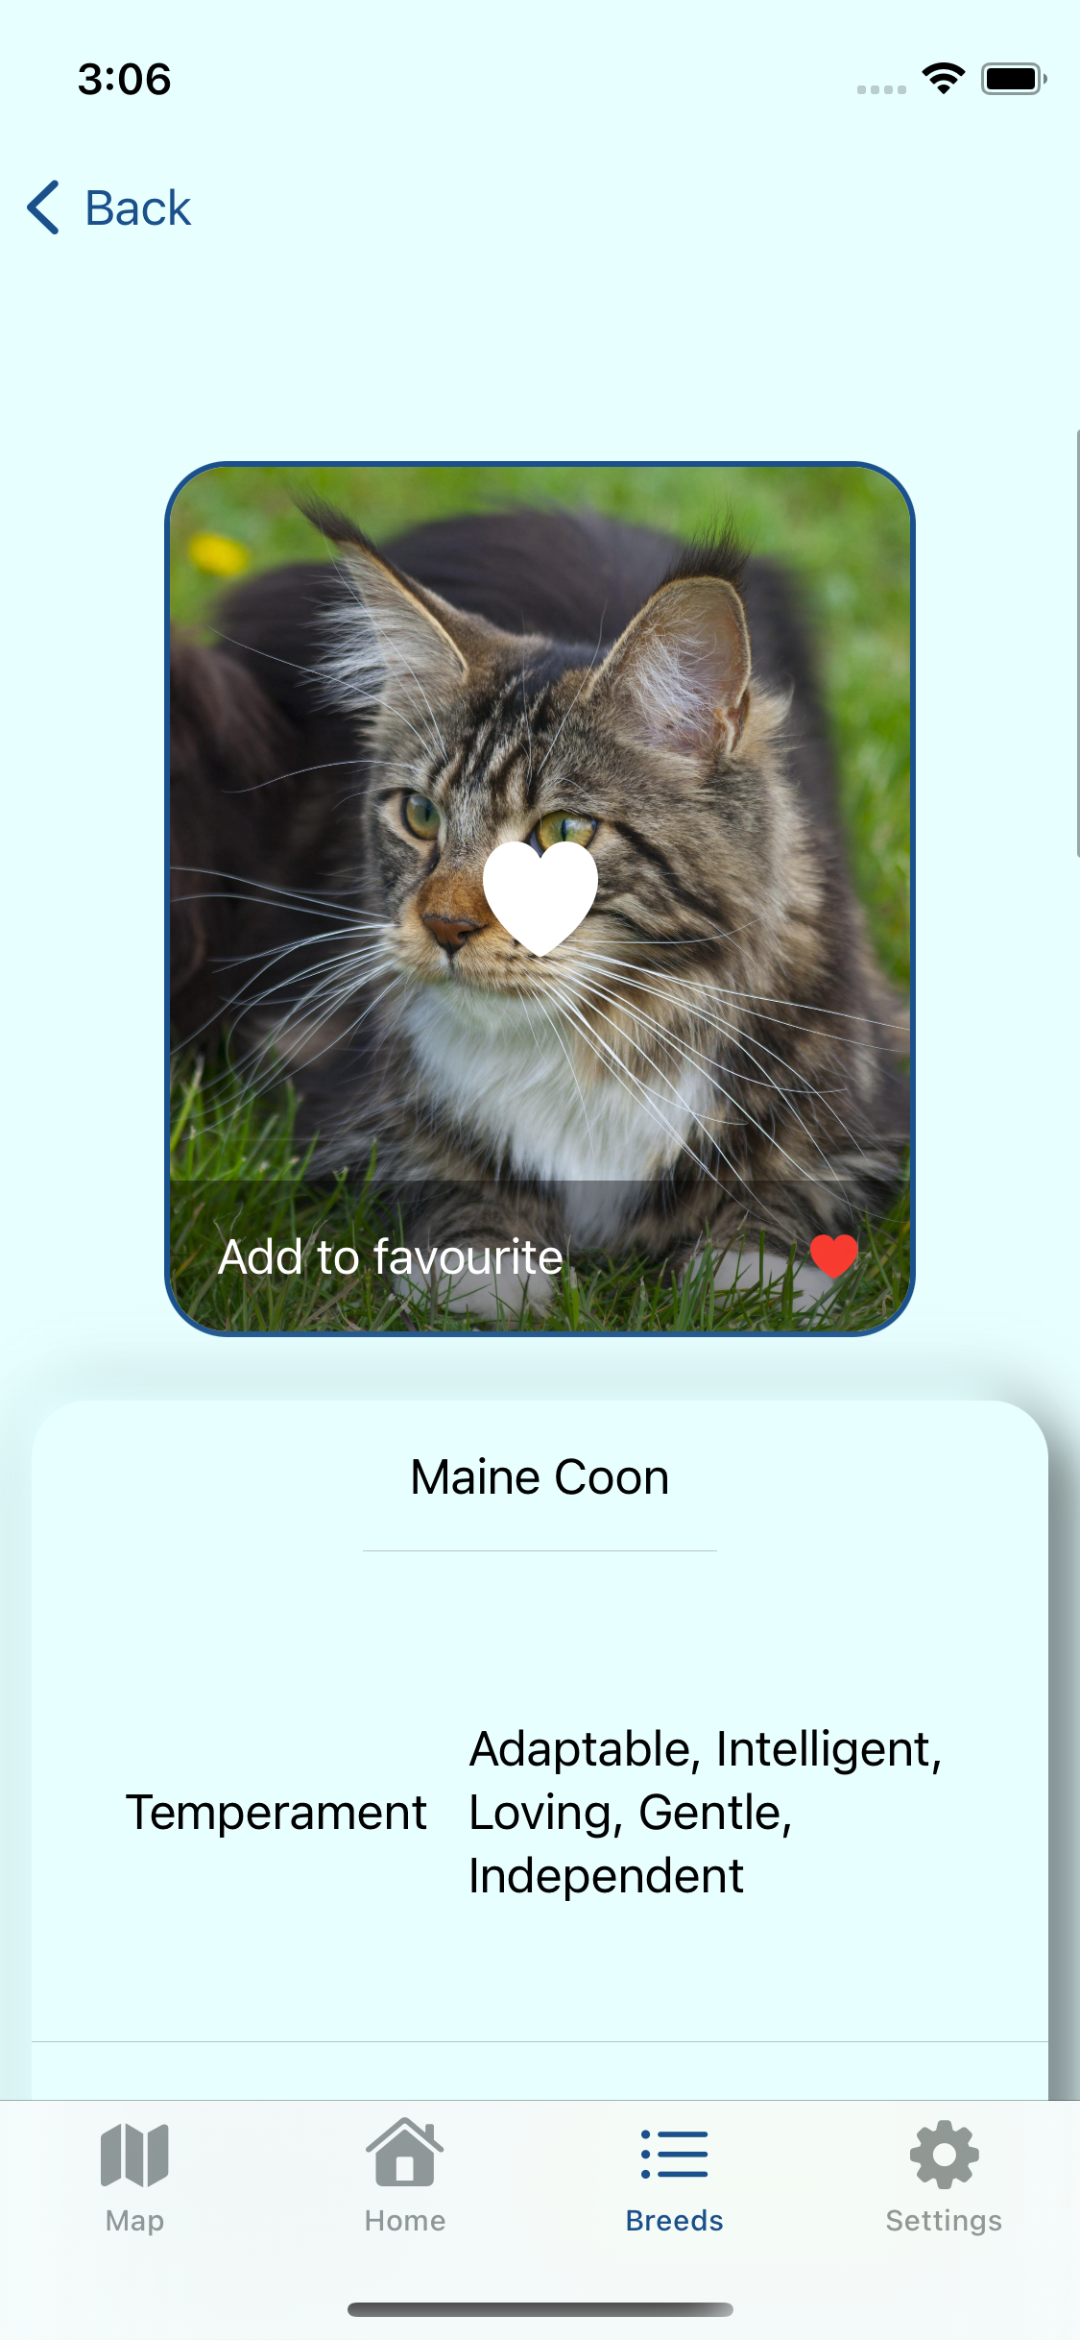 3:06
Back
Add to favourite
Maine Coon
Temperament
Adaptable, Intelligent,
Loving, Gentle,
Independent
Map
Home
Breeds
Settings